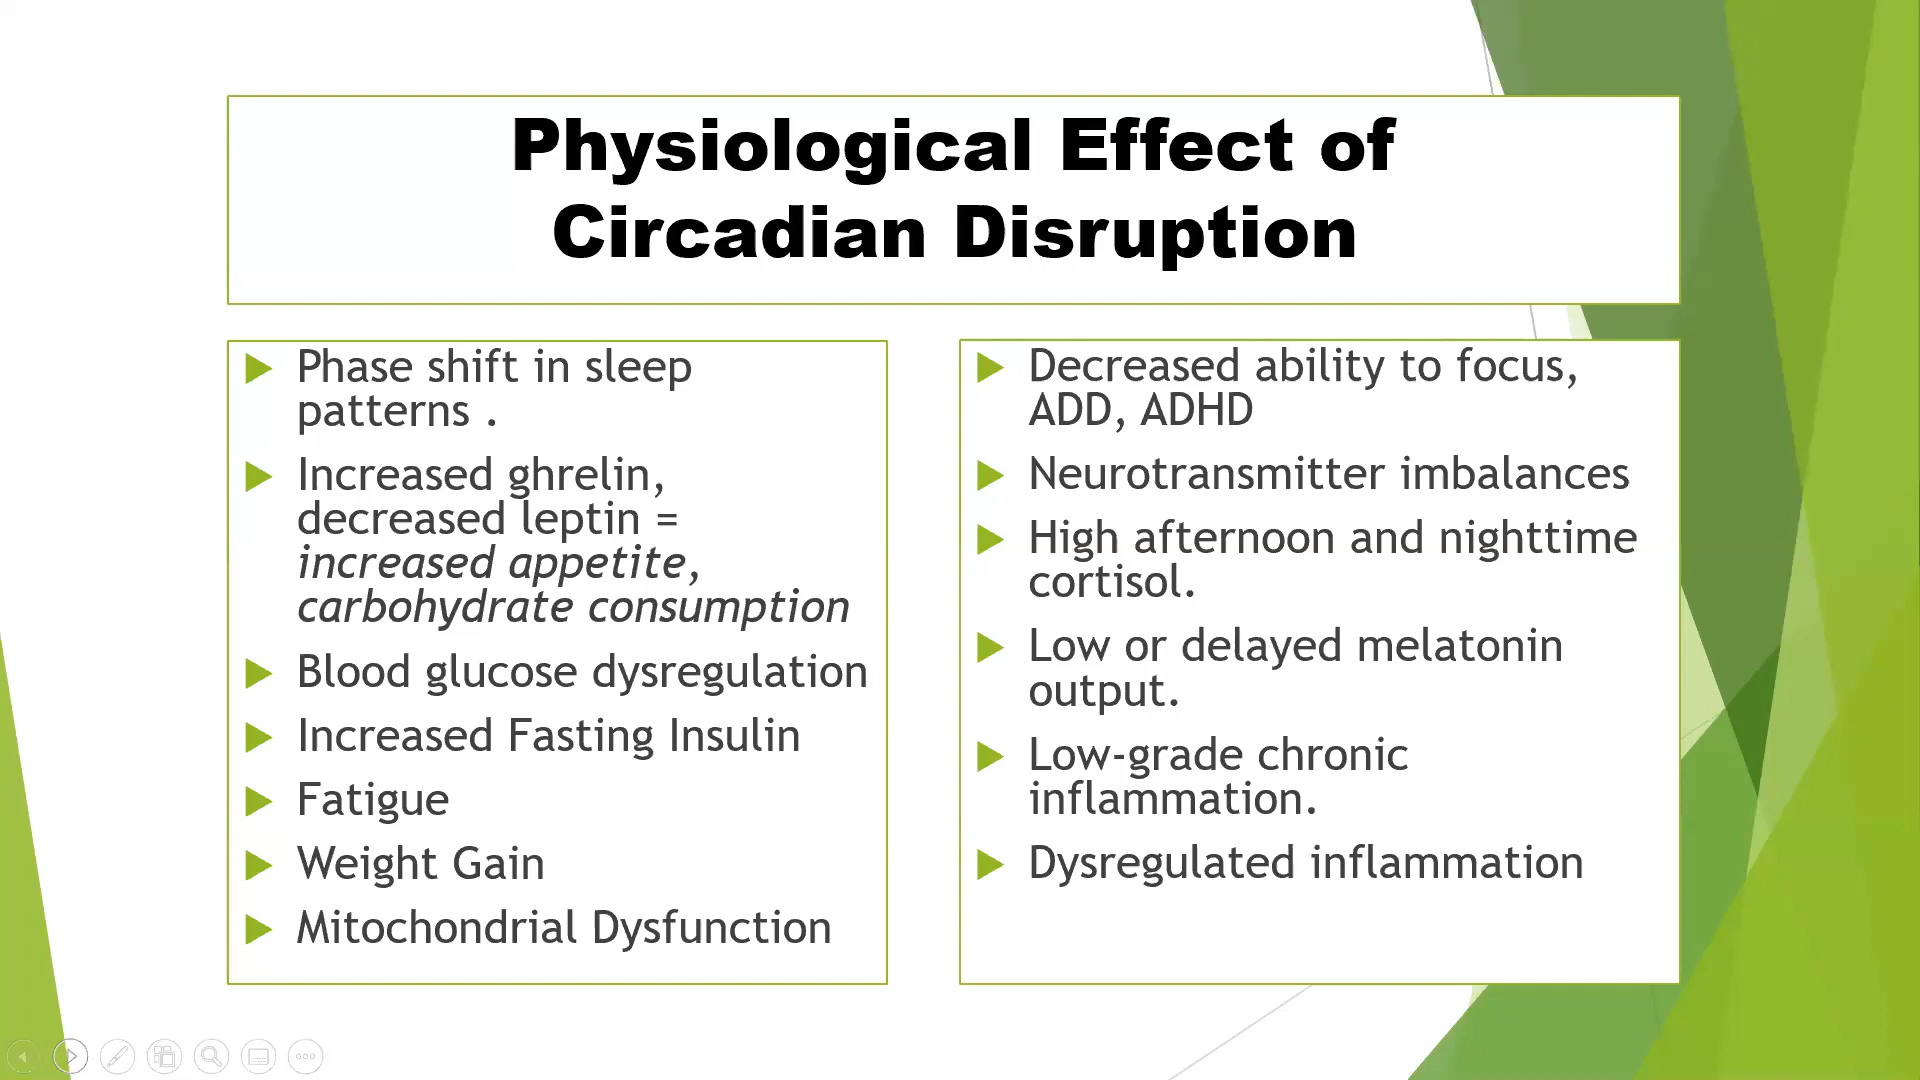 Physiological Effect of
Circadian Disruption
Phase shift in sleep
patterns .
Increased ghrelin,
decreased leptin =
increased appetite,
carbohydrate consumption
Blood glucose dysregulation
Increased Fasting Insulin
Fatigue
Weight Gain
Mitochondrial Dysfunction
Decreased ability to focus,
ADD, ADHD
Neurotransmitter imbalances
High afternoon and nighttime
cortisol.
Low or delayed melatonin
output.
Low-grade chronic
inflammation.
Dysregulated inflammation